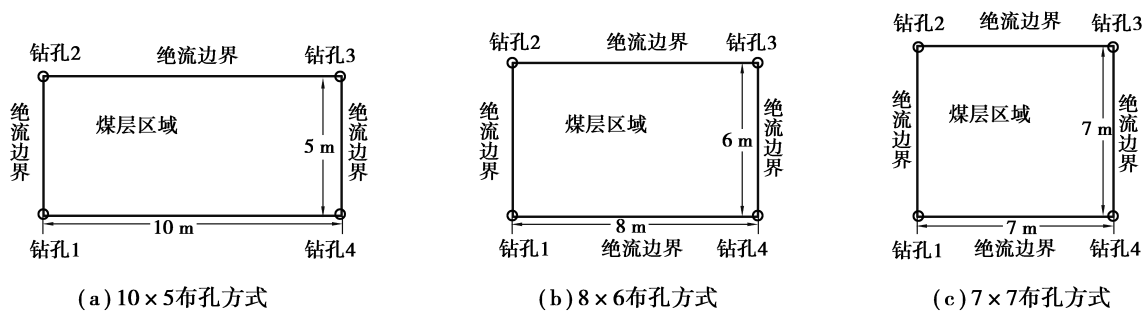 钻孔2 绝流边界 钻孔3
绝流边界
煤层区域
5 m
绝流边界
10 m
钻孔1 钻孔4
(a)10×5布孔方式
钻孔2 绝流边界 钻孔3
绝流边界
煤层区域
6 m
绝流边界
8 m
钻孔1 绝流边界 钻孔4
(b)8×6布孔方式
钻孔2 绝流边界 钻孔3
绝流边界
煤层区域
7 m
绝流边界
7 m
钻孔1 绝流边界 钻孔4
(c)7×7布孔方式